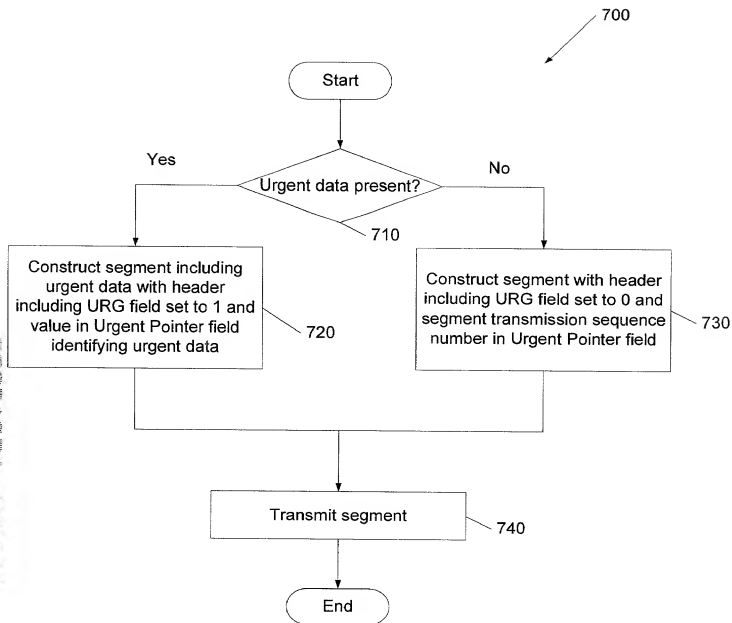 700
Start
Yes
No
Urgent data present?
710
Construct segment including
urgent data with header
including URG field set to 1 and
value in Urgent Pointer field
identifying urgent data
720
Construct segment with header
including URG field set to 0 and
segment transmission sequence
number in Urgent Pointer field
730
Transmit segment
740
End